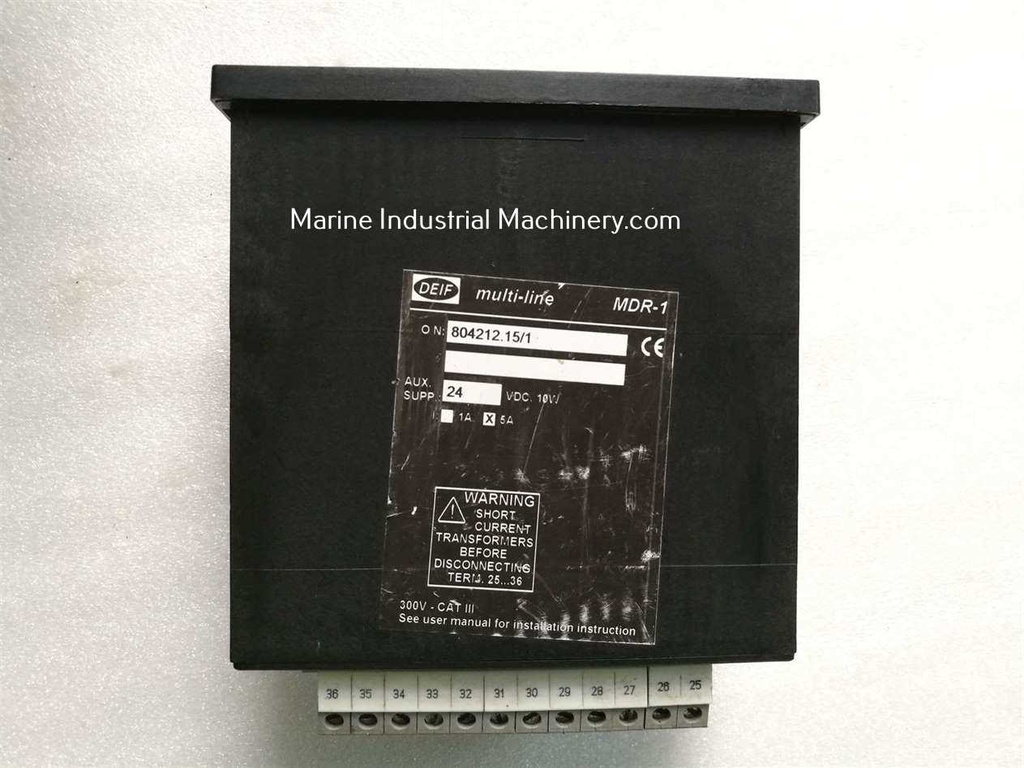 Marine Industrial Machinery.com
DEIF multi-line MDR-1
O N: 804212.15/1
CE
AUX.
SUPP.: 24 VDC. 10W
I: 1A X 5A
WARNING
SHORT
CURRENT
TRANSFORMERS
BEFORE
DISCONNECTING
TERM. 25...36
300V - CAT III
See user manual for installation instruction
36 35 34 33 32 31 30 29 28 27 26 25